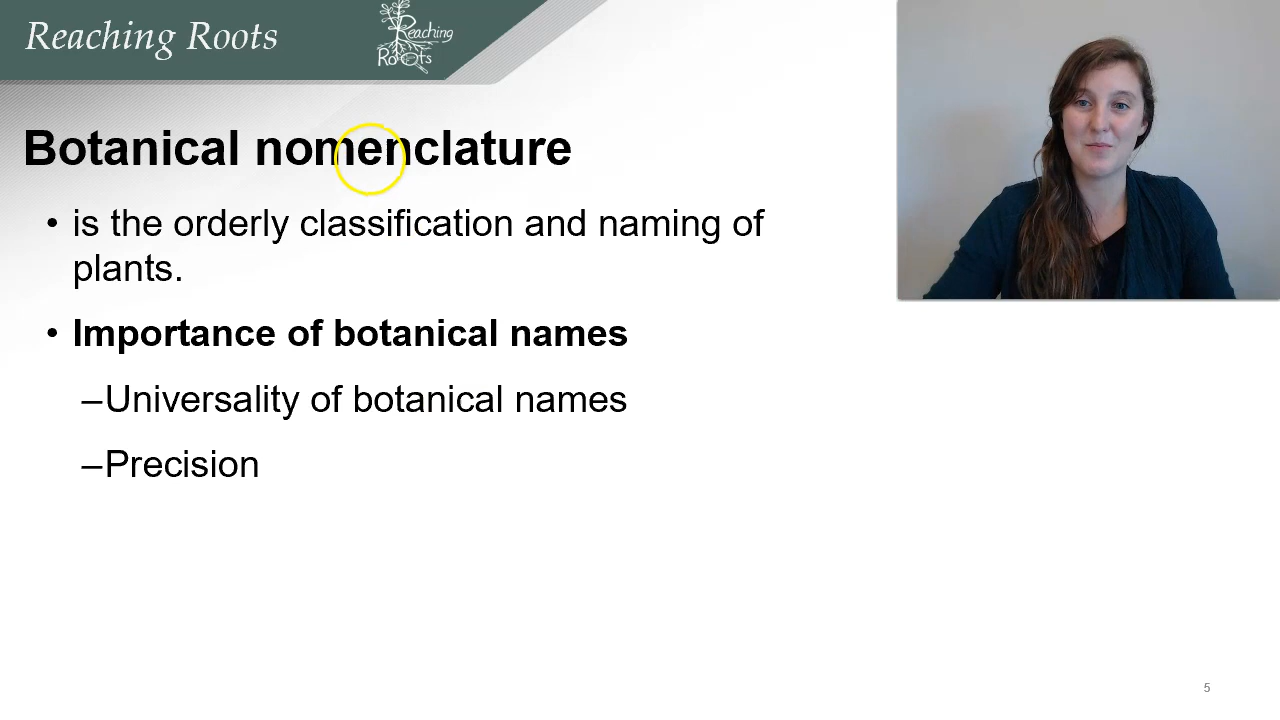 Reaching Roots
Reaching
Roots
Botanical nomenclature
• is the orderly classification and naming of
plants.
• Importance of botanical names
–Universality of botanical names
–Precision
5